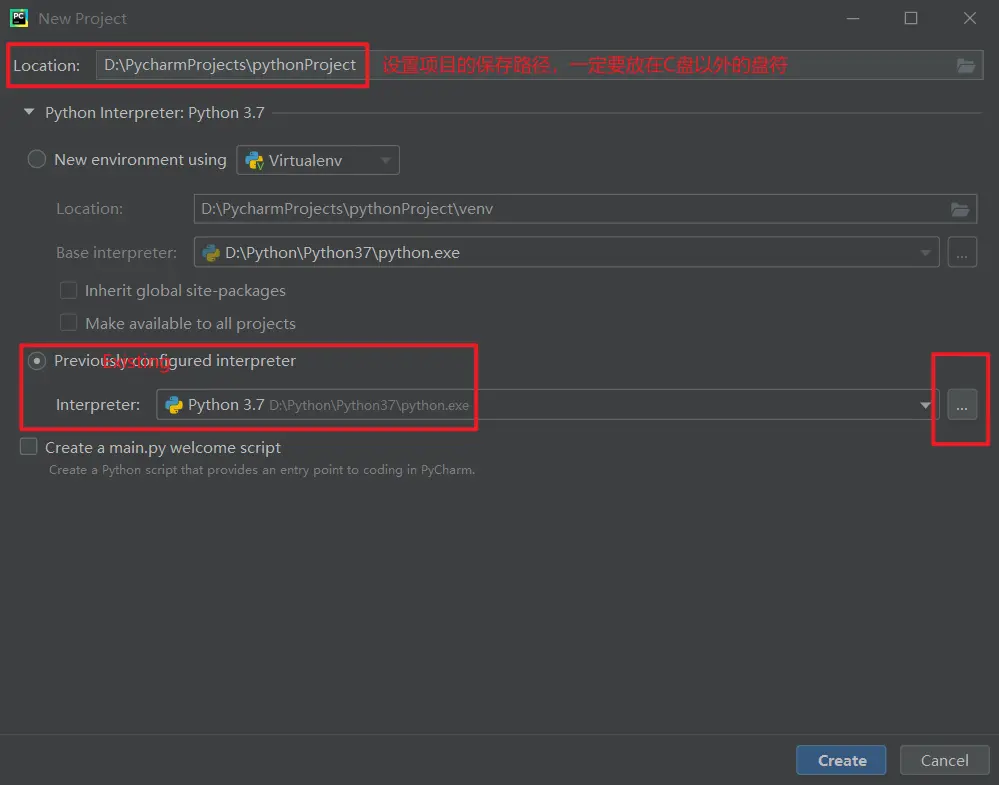 New Project
Location: D:\PycharmProjects\pythonProject 设置项目的保存路径，一定要放在C盘以外的盘符
Python Interpreter: Python 3.7
New environment using Virtualenv
Location: D:\PycharmProjects\pythonProject\venv
Base interpreter: D:\Python\Python37\python.exe ...
Inherit global site-packages
Make available to all projects
Previously configured interpreter
Existing
Interpreter: Python 3.7 D:\Python\Python37\python.exe ...
Create a main.py welcome script
Create a Python script that provides an entry point to coding in PyCharm.
Create Cancel